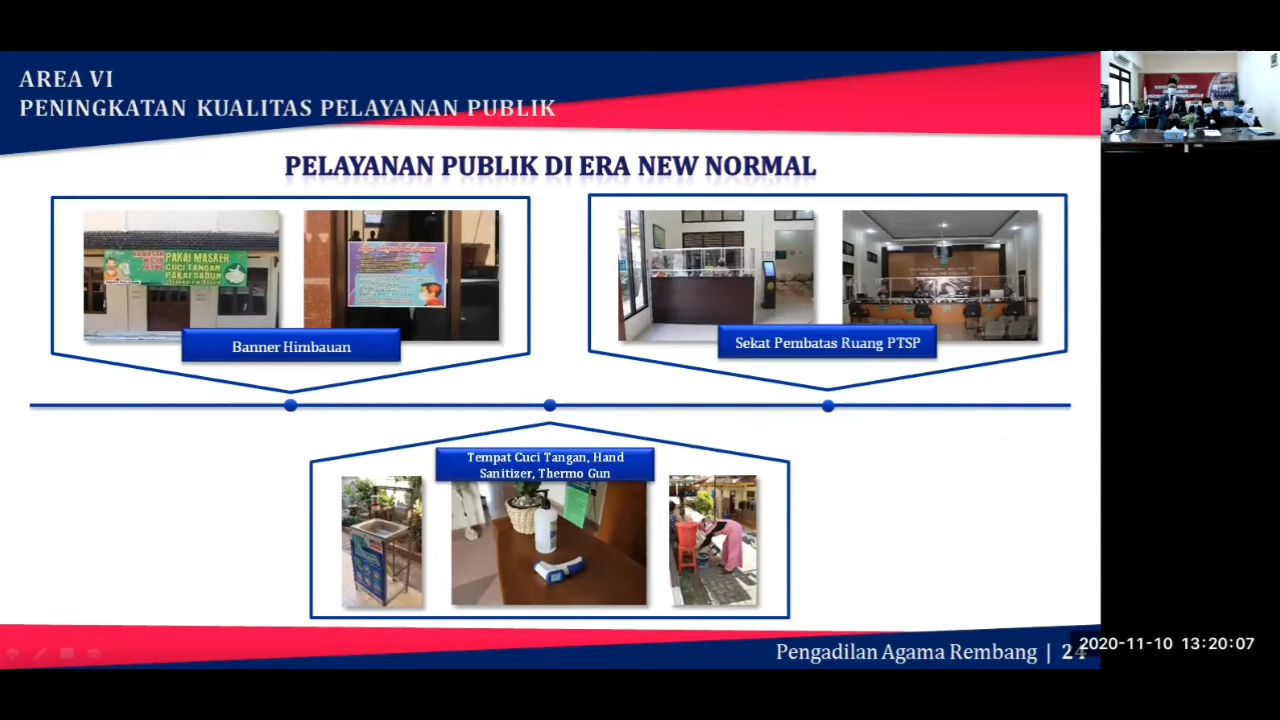 AREA VI
PENINGKATAN KUALITAS PELAYANAN PUBLIK
PELAYANAN PUBLIK DI ERA NEW NORMAL
KAWASAN
WAJIB
PAKAI MASKER
CUCI TANGAN
PAKAI SABUN
Banner Himbauan
Sekat Pembatas Ruang PTSP
Tempat Cuci Tangan, Hand
Sanitizer, Thermo Gun
Pengadilan Agama Rembang | 24
2020-11-10 13:20:07